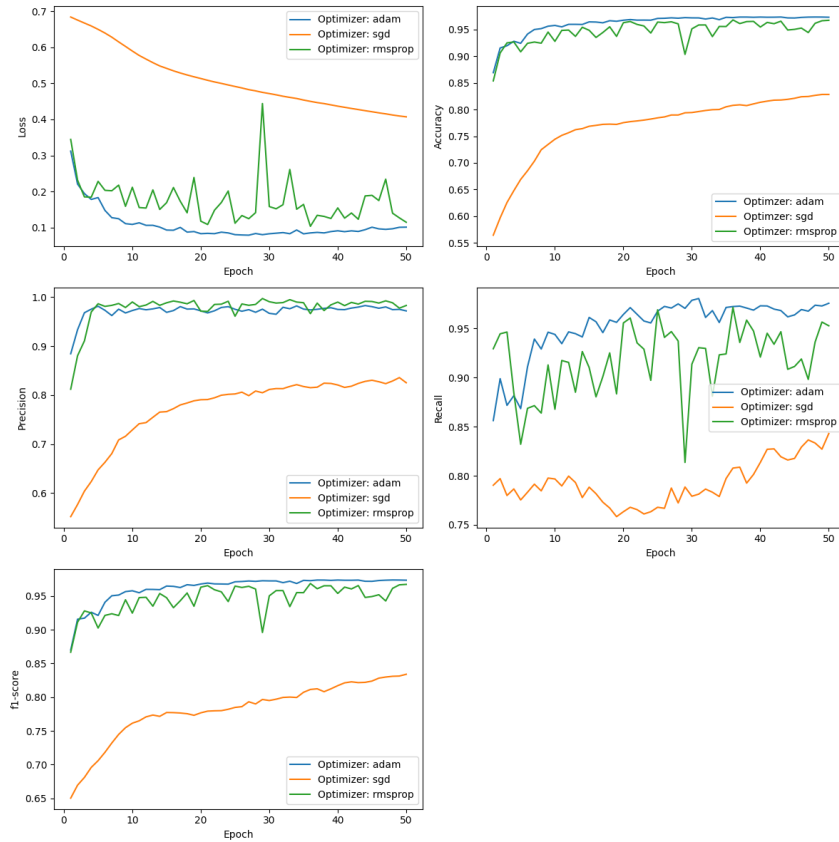 0.7
0.6
0.5
0.4
0.3
0.2
0.1
Loss
0 10 20 30 40 50
Epoch
Optimizer: adam
Optimizer: sgd
Optimizer: rmsprop
0.95
0.90
0.85
0.80
0.75
0.70
0.65
0.60
0.55
Accuracy
0 10 20 30 40 50
Epoch
Optimzer: adam
Optimizer: sgd
Optimizer: rmsprop
1.0
0.9
0.8
0.7
0.6
Precision
0 10 20 30 40 50
Epoch
Optimizer: adam
Optimizer: sgd
Optimizer: rmsprop
0.95
0.90
0.85
0.80
0.75
Recall
0 10 20 30 40 50
Epoch
Optimizer: adam
Optimizer: sgd
Optimizer: rmsprop
0.95
0.90
0.85
0.80
0.75
0.70
0.65
f1-score
0 10 20 30 40 50
Epoch
Optimizer: adam
Optimizer: sgd
Optimizer: rmsprop